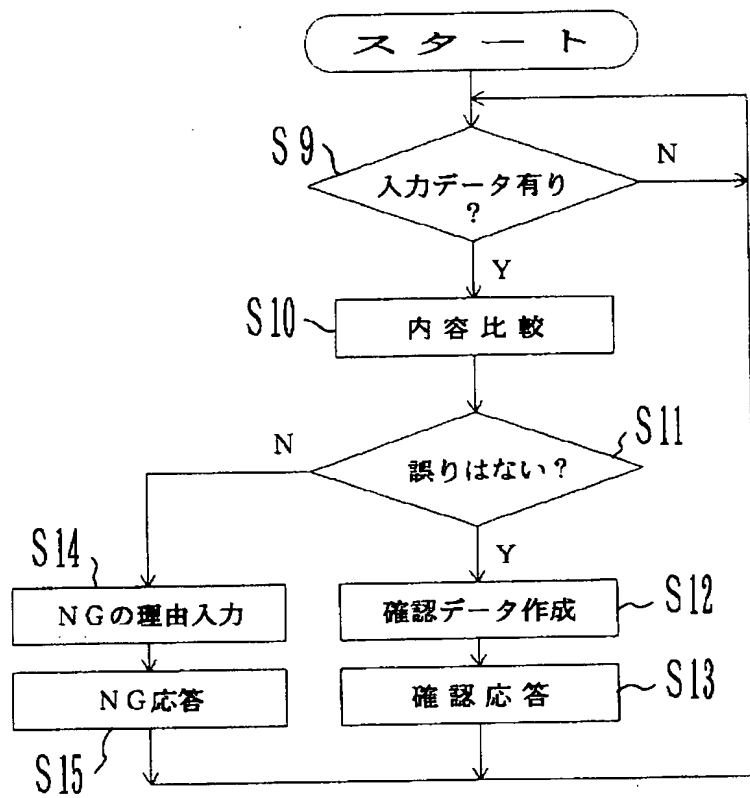 スタート
S9
入力データ有り
?
N
Y
S10
内容比較
S11
誤りはない?
N
Y
S14
NGの理由入力
S12
確認データ作成
NG応答
S13
確認応答
S15